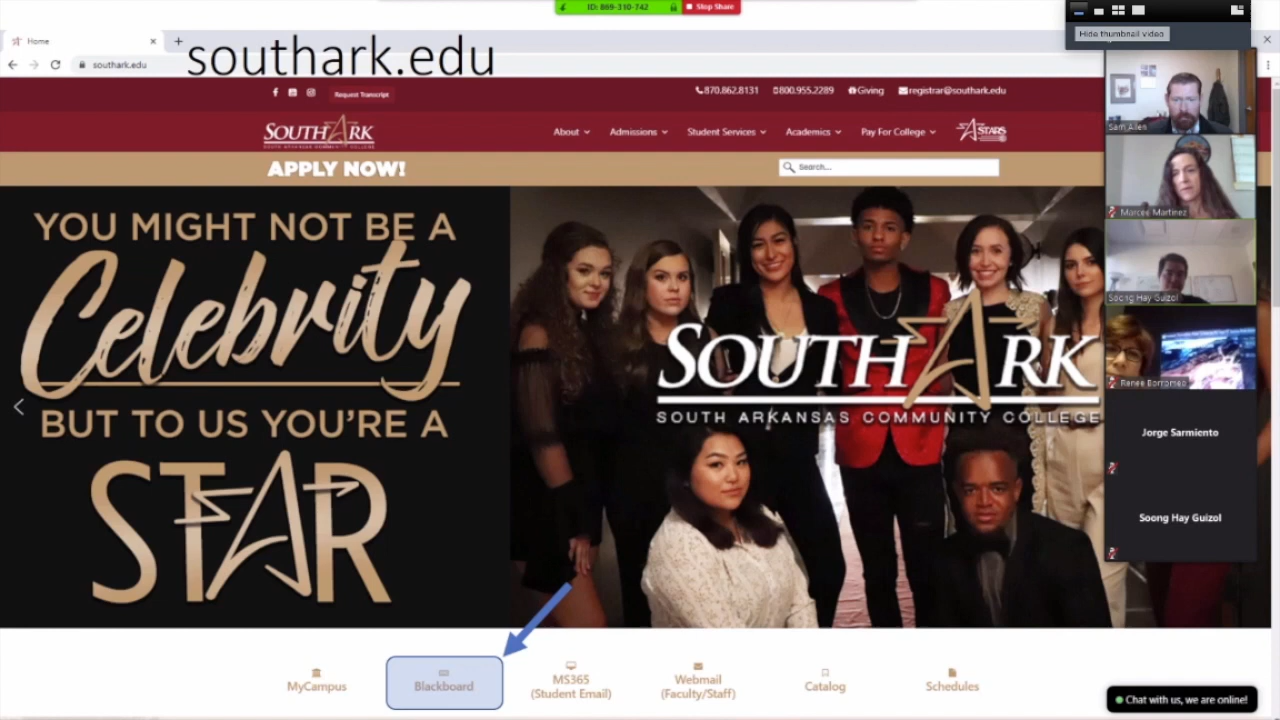 ID: 869-310-742
Stop Share
Hide thumbnail video
Home
southark.edu
southark.edu
Request Transcript
870.862.8131
800.955.2289
Giving
registrar@southark.edu
SOUTHARK
SOUTH ARKANSAS COMMUNITY COLLEGE
About
Admissions
Student Services
Academics
Pay For College
STARS
APPLY NOW!
Search...
YOU MIGHT NOT BE A
Celebrity
BUT TO US YOU'RE A
STAR
SOUTHARK
SOUTH ARKANSAS COMMUNITY COLLEGE
Sam Allen
Marcee Martinez
Soong Hay Guizol
Renee Borromeo
Jorge Sarmiento
Soong Hay Guizol
MyCampus
Blackboard
MS365
(Student Email)
Webmail
(Faculty/Staff)
Catalog
Schedules
Chat with us, we are online!